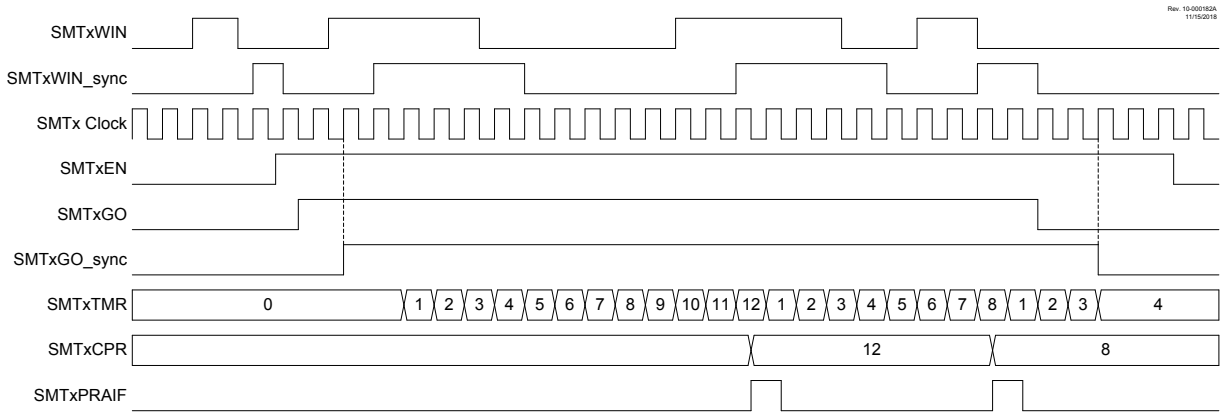 Rev. 10-000182A
11/15/2018
SMTxWIN
SMTxWIN_sync
SMTx Clock
SMTxEN
SMTxGO
SMTxGO_sync
SMTxTMR 0 1 2 3 4 5 6 7 8 9 10 11 12 1 2 3 4 5 6 7 8 1 2 3 4
SMTxCPR 12 8
SMTxPRAIF